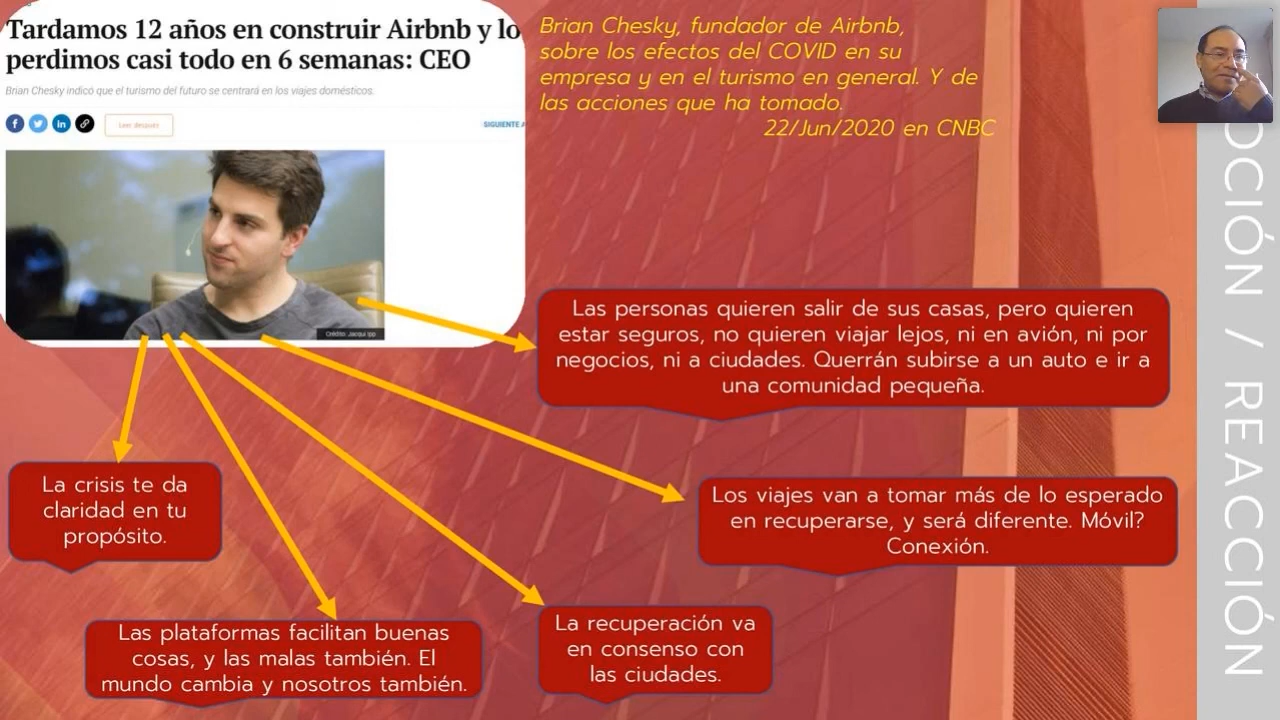 Tardamos 12 años en construir Airbnb y lo
perdimos casi todo en 6 semanas: CEO
Brian Chesky indicó que el turismo del futuro se centrará en los viajes domésticos.
Leer después
SIGUIENTE A
Crédito: Jacqui Ipp
Brian Chesky, fundador de Airbnb,
sobre los efectos del COVID en su
empresa y en el turismo en general. Y de
las acciones que ha tomado.
22/Jun/2020 en CNBC
Las personas quieren salir de sus casas, pero quieren
estar seguros, no quieren viajar lejos, ni en avión, ni por
negocios, ni a ciudades. Querrán subirse a un auto e ir a
una comunidad pequeña.
Los viajes van a tomar más de lo esperado
en recuperarse, y será diferente. Móvil?
Conexión.
La crisis te da
claridad en tu
propósito.
Las plataformas facilitan buenas
cosas, y las malas también. El
mundo cambia y nosotros también.
La recuperación va
en consenso con
las ciudades.
OCIÓN / REACCIÓN